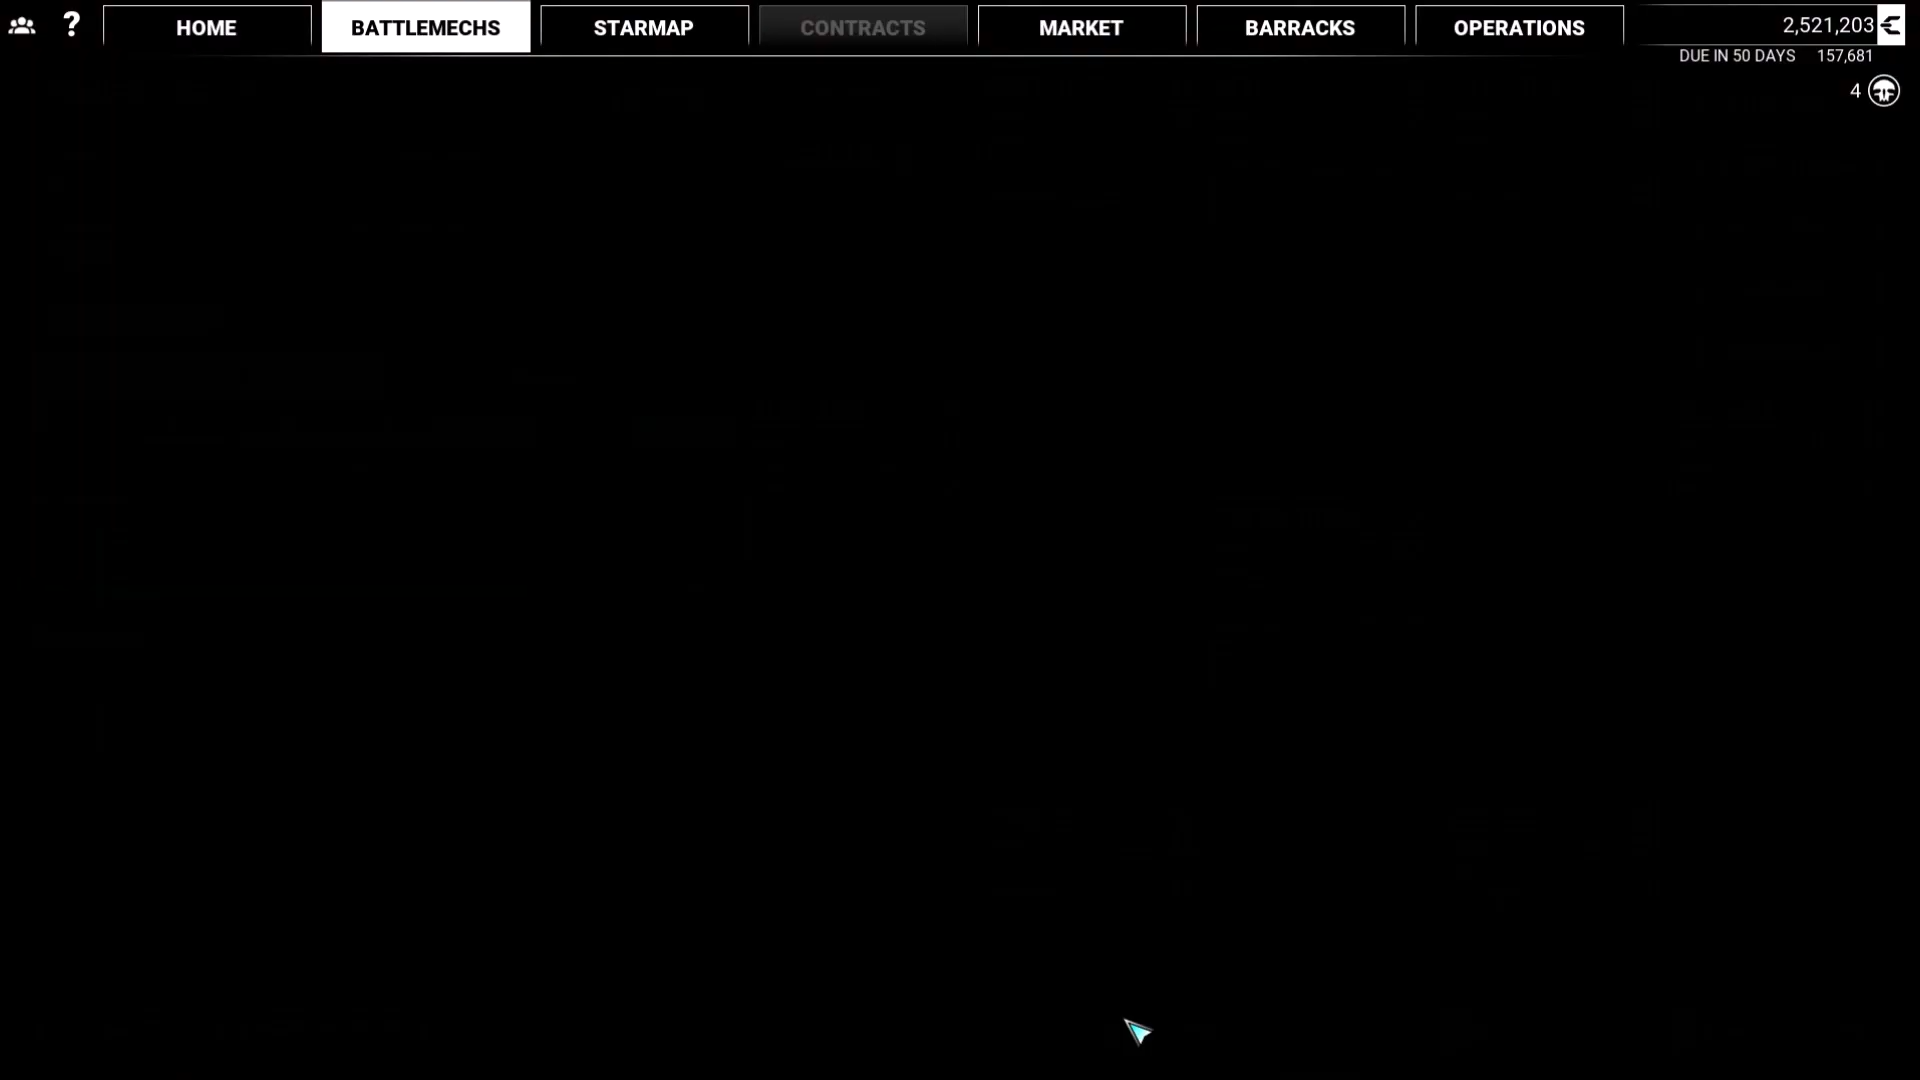 ?
HOME
BATTLEMECHS
STARMAP
CONTRACTS
MARKET
BARRACKS
OPERATIONS
2,521,203
DUE IN 50 DAYS 157,681
4